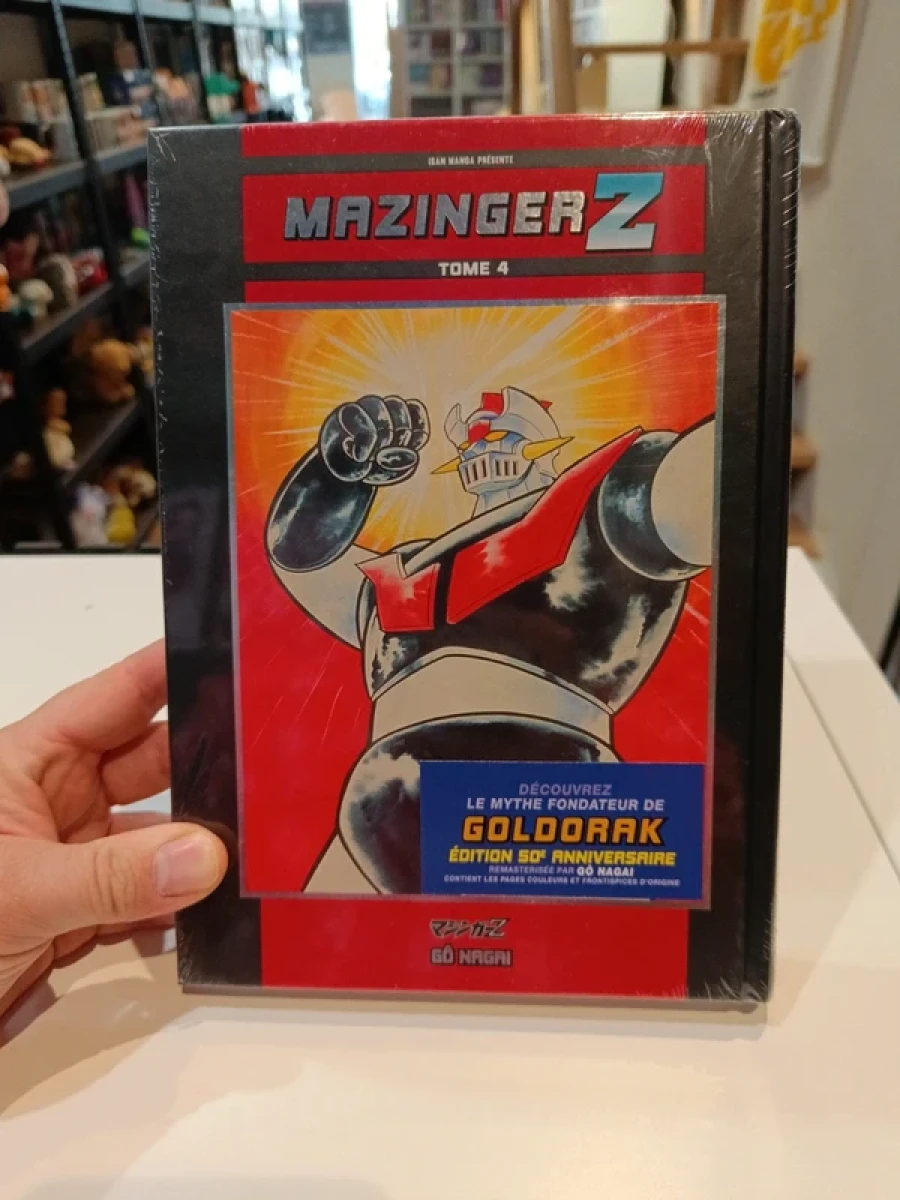 ISAN MANGA PRÉSENTE
MAZINGER Z
TOME 4
DÉCOUVREZ
LE MYTHE FONDATEUR DE
GOLDORAK
ÉDITION 50E ANNIVERSAIRE
REMASTERISÉE PAR GÔ NAGAI
CONTIENT LES PAGES COULEURS ET FRONTISPICES D'ORIGINE
マジンガーZ
GÔ NAGAI